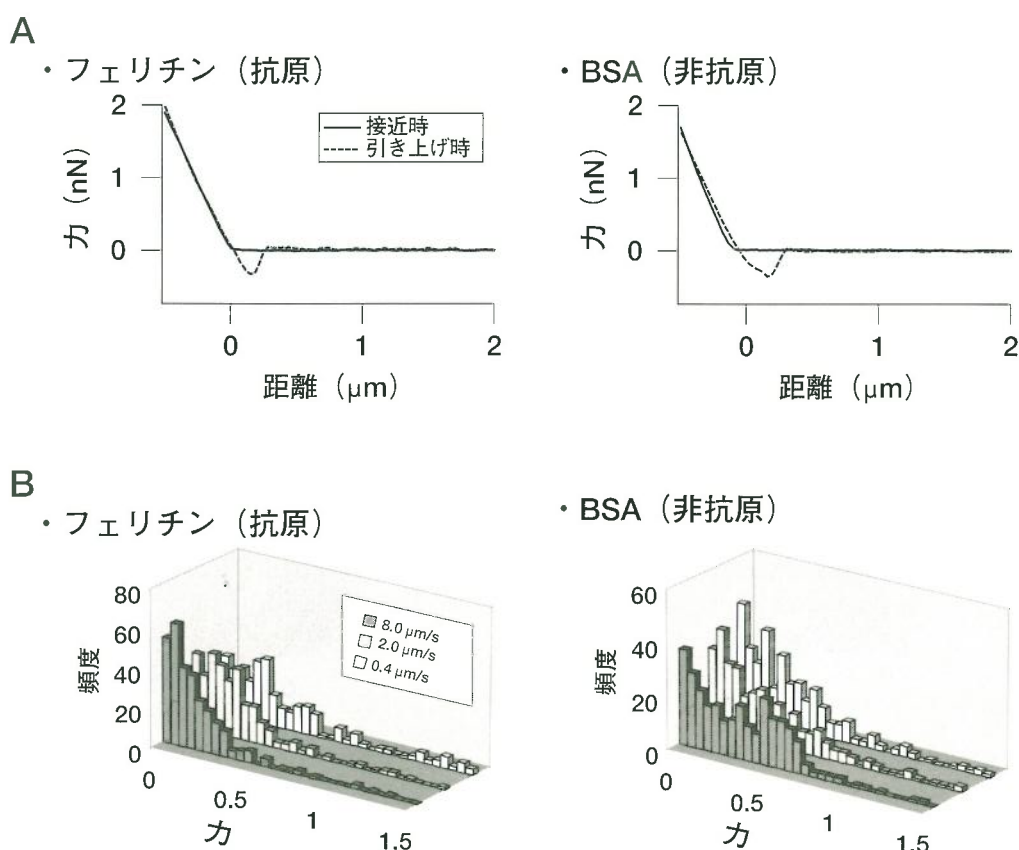 A
・フェリチン（抗原）
2
1
0
力（nN）
接近時
引き上げ時
0 1 2
距離（μm）
・BSA（非抗原）
2
1
0
力（nN）
0 1 2
距離（μm）
B
・フェリチン（抗原）
80
60
40
20
0
頻度
8.0 μm/s
2.0 μm/s
0.4 μm/s
0
0.5
1
1.5
力
・BSA（非抗原）
60
40
20
0
頻度
0
0.5
1
1.5
力